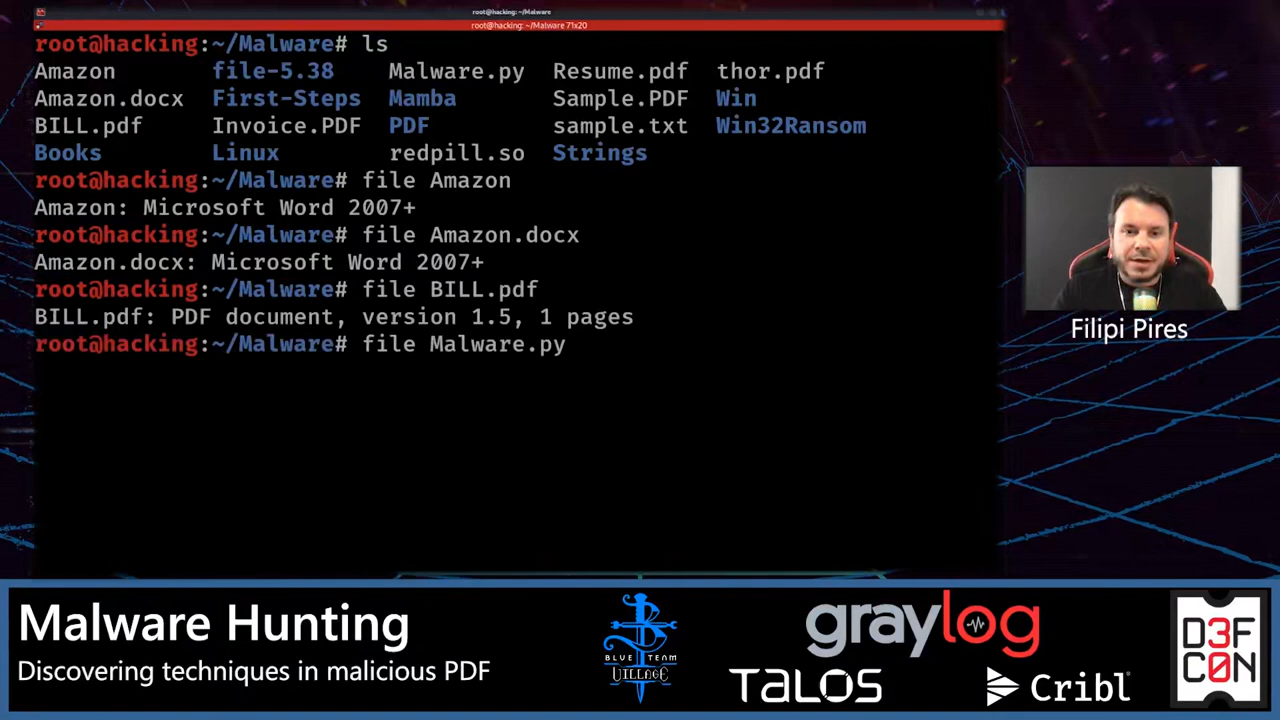 root@hacking: ~/Malware
root@hacking: ~/Malware 71x20
root@hacking:~/Malware# ls
Amazon file-5.38 Malware.py Resume.pdf thor.pdf
Amazon.docx First-Steps Mamba Sample.PDF Win
BILL.pdf Invoice.PDF PDF sample.txt Win32Ransom
Books Linux redpill.so Strings
root@hacking:~/Malware# file Amazon
Amazon: Microsoft Word 2007+
root@hacking:~/Malware# file Amazon.docx
Amazon.docx: Microsoft Word 2007+
root@hacking:~/Malware# file BILL.pdf
BILL.pdf: PDF document, version 1.5, 1 pages
root@hacking:~/Malware# file Malware.py
Filipi Pires
Malware Hunting
Discovering techniques in malicious PDF
BLUE TEAM
VILLAGE
graylog
TALOS
Cribl
D3F
C0N